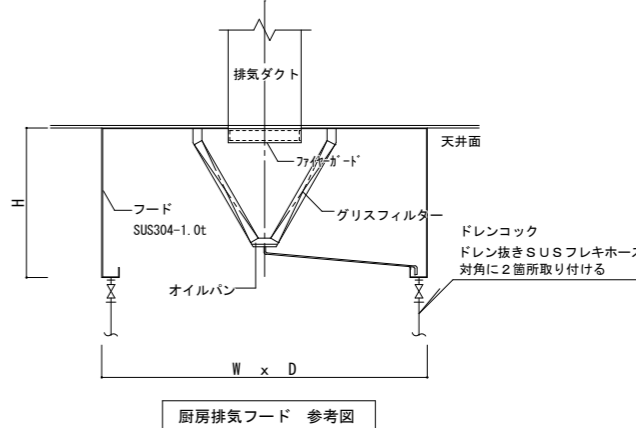 排気ダクト
天井面
ファイヤーガード
H
フード
SUS304-1.0t
グリスフィルター
ドレンコック
ドレン抜きSUSフレキホース
対角に2箇所取り付ける
オイルパン
W x D
厨房排気フード 参考図